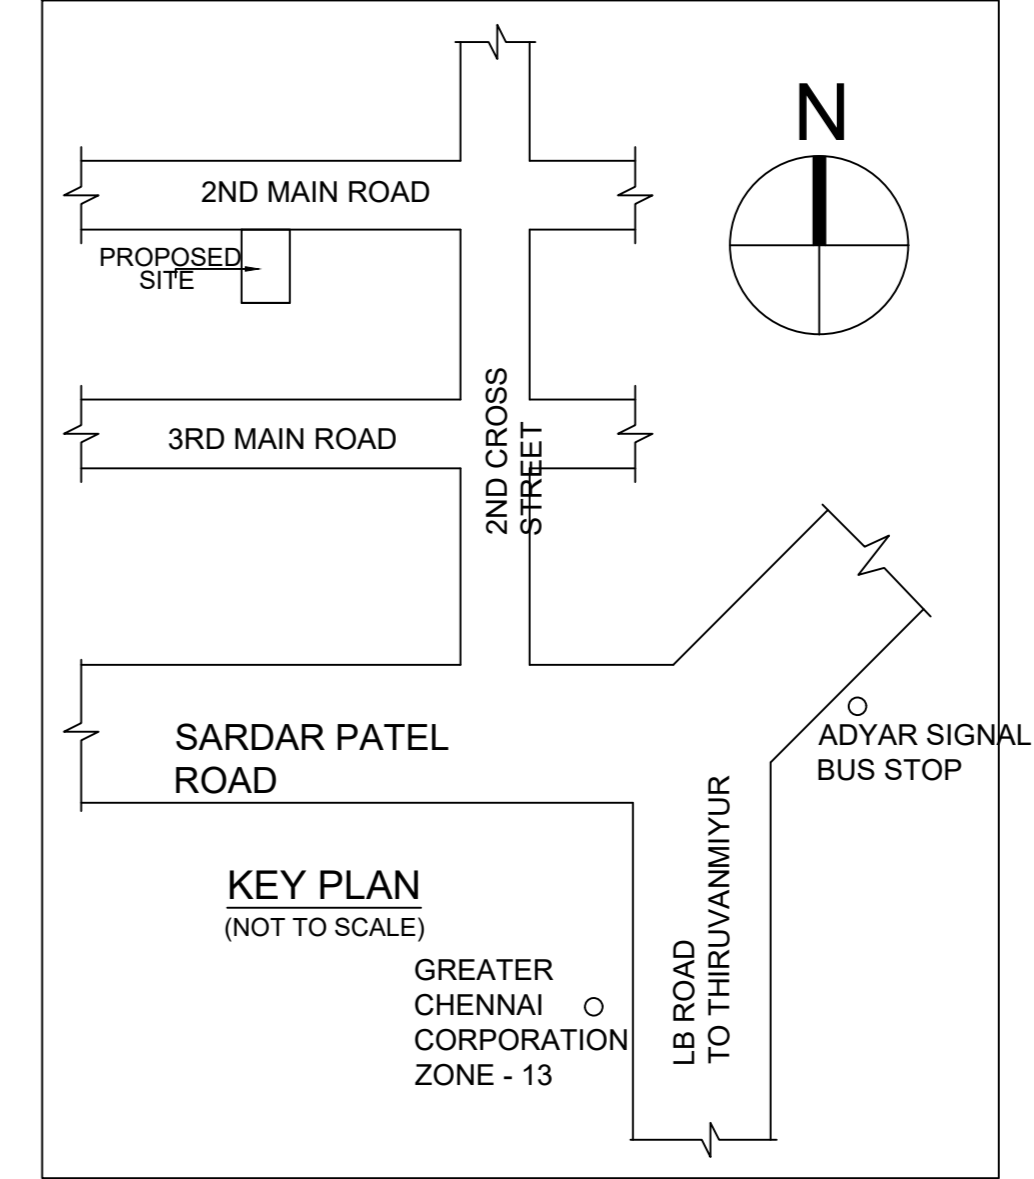 N
2ND MAIN ROAD
PROPOSED
SITE
3RD MAIN ROAD
2ND CROSS
STREET
SARDAR PATEL
ROAD
ADYAR SIGNAL
BUS STOP
KEY PLAN
(NOT TO SCALE)
GREATER
CHENNAI
CORPORATION
ZONE - 13
LB ROAD
TO THIRUVANMIYUR